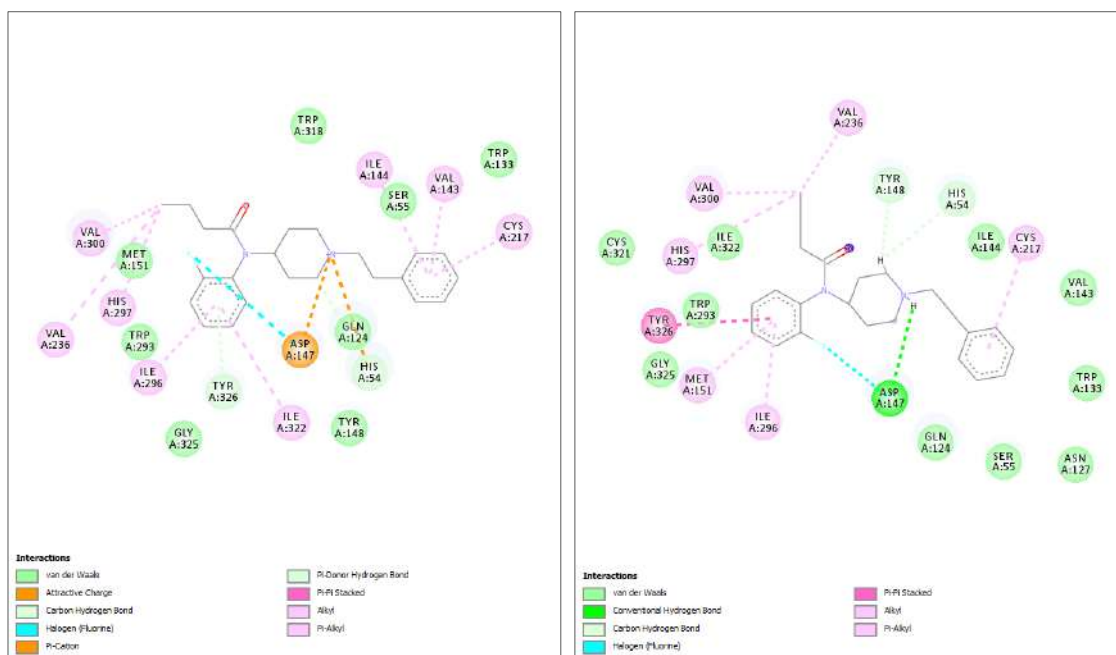 TRP
A:318
TRP
A:133
ILE
A:144
VAL
A:143
SER
A:55
CYS
A:217
VAL
A:300
MET
A:151
HIS
A:297
VAL
A:236
TRP
A:293
ILE
A:296
ASP
A:147
GLN
A:124
HIS
A:54
TYR
A:326
ILE
A:322
TYR
A:148
GLY
A:325
N
N
Interactions
van der Waals
Attractive Charge
Carbon Hydrogen Bond
Halogen (Fluorine)
Pi-Cation
Pi-Donor Hydrogen Bond
Pi-Pi Stacked
Alkyl
Pi-Alkyl
VAL
A:236
TYR
A:148
HIS
A:54
VAL
A:300
CYS
A:321
ILE
A:322
HIS
A:297
ILE
A:144
CYS
A:217
VAL
A:143
TRP
A:293
TYR
A:326
GLY
A:325
MET
A:151
ILE
A:296
ASP
A:147
TRP
A:133
GLN
A:124
SER
A:55
ASN
A:127
H
N
N
H
Interactions
van der Waals
Conventional Hydrogen Bond
Carbon Hydrogen Bond
Halogen (Fluorine)
Pi-Pi Stacked
Alkyl
Pi-Alkyl